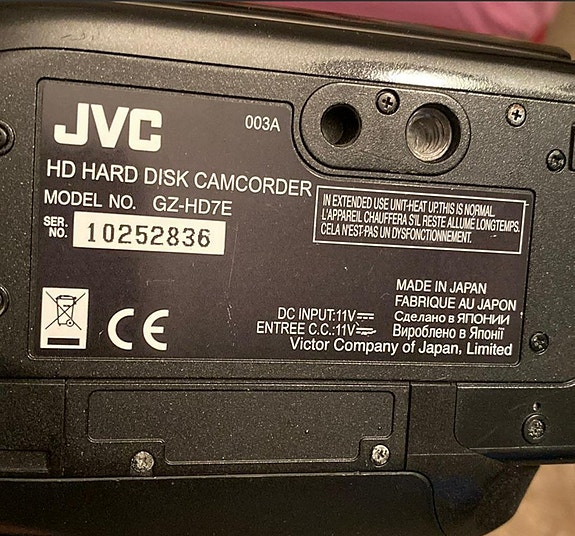 JVC
003A
HD HARD DISK CAMCORDER
MODEL NO. GZ-HD7E
SER.
NO. 10252836
IN EXTENDED USE UNIT-HEAT UP.THIS IS NORMAL.
L'APPAREIL CHAUFFERA S'IL RESTE ALLUMÉ LONGTEMPS.
CELA N'EST-PAS UN DYSFONCTIONNEMENT.
CE
MADE IN JAPAN
FABRIQUE AU JAPON
Сделано в ЯПОНИИ
Вироблено в Японії
DC INPUT:11V⎓
ENTREE C.C.:11V⎓
Victor Company of Japan, Limited